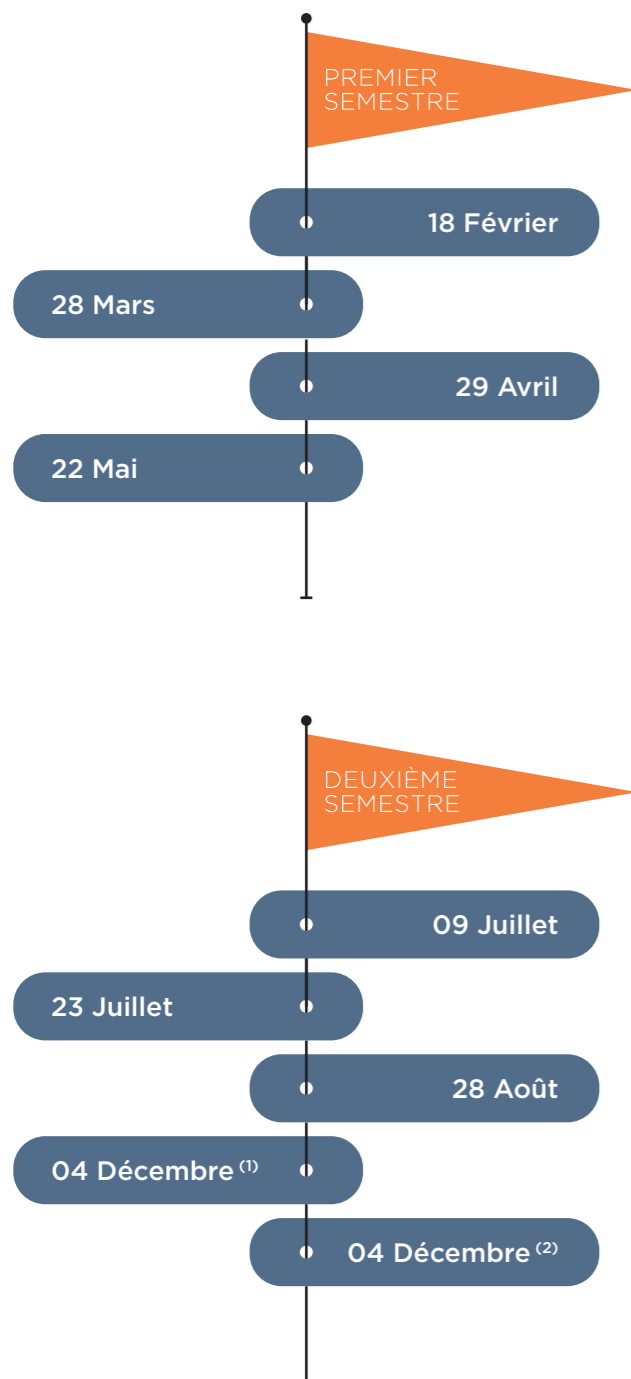 PREMIER
SEMESTRE
18 Février
28 Mars
29 Avril
22 Mai
DEUXIÈME
SEMESTRE
09 Juillet
23 Juillet
28 Août
04 Décembre (1)
04 Décembre (2)